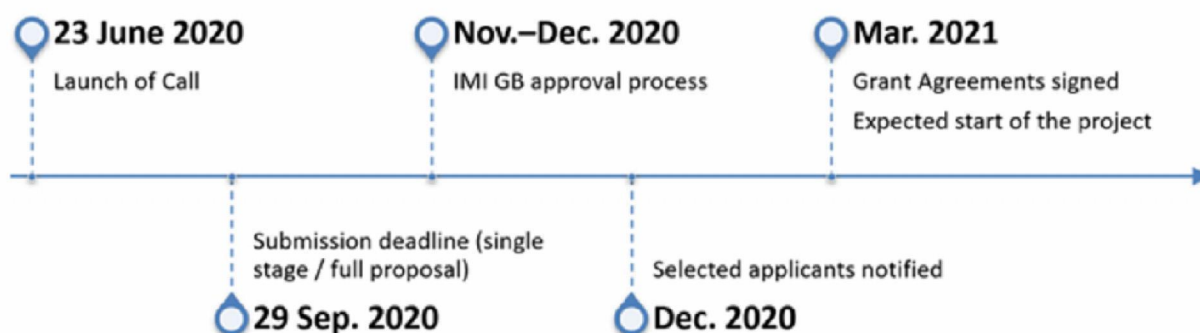 23 June 2020
Launch of Call
Nov.–Dec. 2020
IMI GB approval process
Mar. 2021
Grant Agreements signed
Expected start of the project
Submission deadline (single
stage / full proposal)
29 Sep. 2020
Selected applicants notified
Dec. 2020